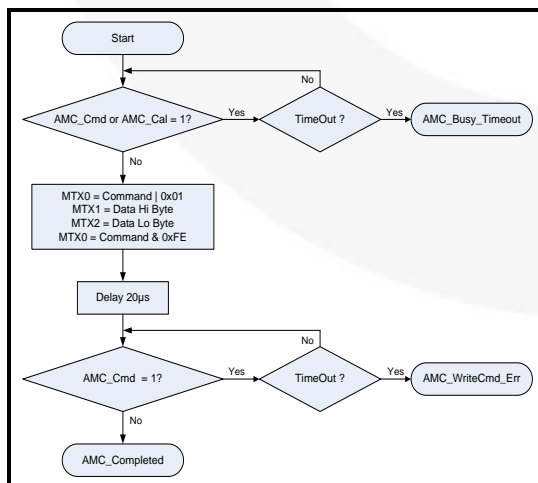 Start
No
AMC_Cmd or AMC_Cal = 1?
Yes
TimeOut ?
Yes
AMC_Busy_Timeout
No
MTX0 = Command | 0x01
MTX1 = Data Hi Byte
MTX2 = Data Lo Byte
MTX0 = Command & 0xFE
Delay 20µs
No
AMC_Cmd = 1?
Yes
TimeOut ?
Yes
AMC_WriteCmd_Err
No
AMC_Completed